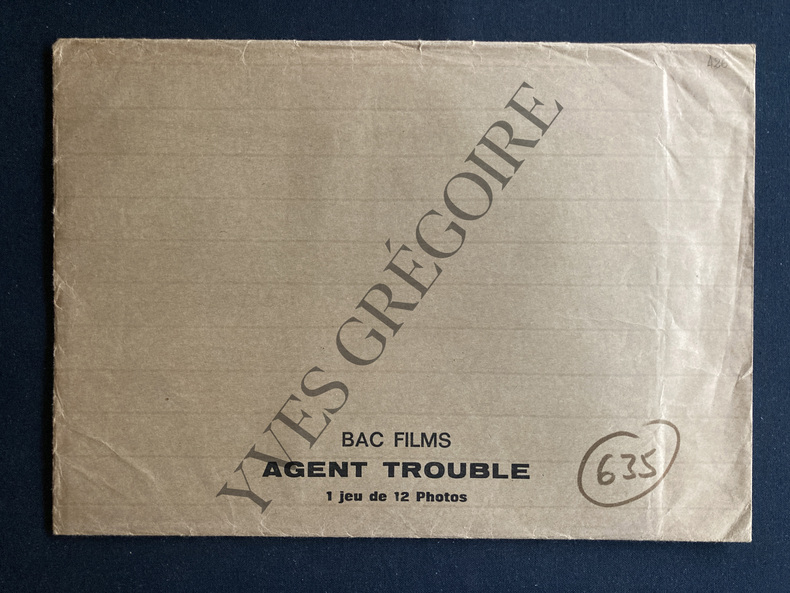 YVES GRÉGOIRE
BAC FILMS
AGENT TROUBLE
1 jeu de 12 Photos
635